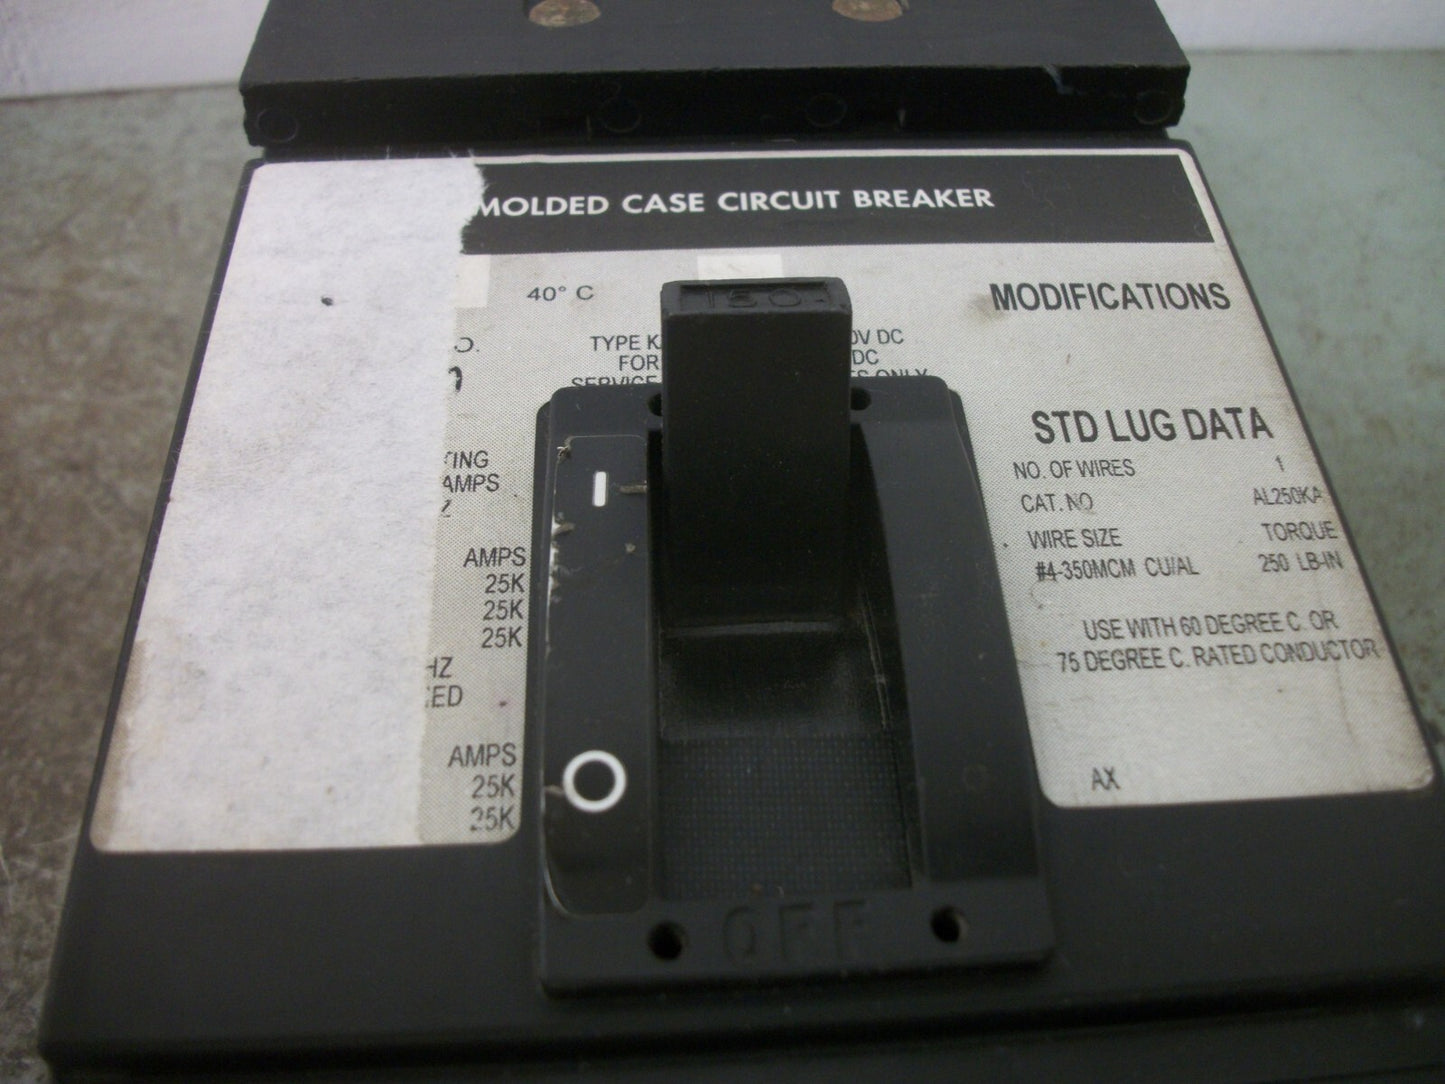 MOLDED CASE CIRCUIT BREAKER
40° C
150
MODIFICATIONS
O.
TYPE K
0V DC
FOR
DC
SERVICE
TS ONLY
STD LUG DATA
NO. OF WIRES 1
CAT. NO AL250KA
WIRE SIZE TORQUE
#4-350MCM CU/AL 250 LB-IN
USE WITH 60 DEGREE C. OR
75 DEGREE C. RATED CONDUCTOR
AX
TING
AMPS
Z
AMPS
25K
25K
25K
HZ
AMPS
25K
25K
I
O
OFF